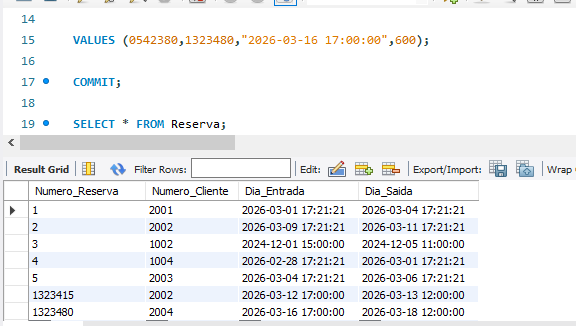 14
15 VALUES (0542380,1323480,"2026-03-16 17:00:00",600);
16
17 COMMIT;
18
19 SELECT * FROM Reserva;
Result Grid Filter Rows: Edit: Export/Import: Wrap
Numero_Reserva Numero_Cliente Dia_Entrada Dia_Saida
1 2001 2026-03-01 17:21:21 2026-03-04 17:21:21
2 2002 2026-03-09 17:21:21 2026-03-11 17:21:21
3 1002 2024-12-01 15:00:00 2024-12-05 11:00:00
4 1004 2026-02-28 17:21:21 2026-03-01 17:21:21
5 2003 2026-03-04 17:21:21 2026-03-06 17:21:21
1323415 2002 2026-03-12 17:00:00 2026-03-13 12:00:00
1323480 2004 2026-03-16 17:00:00 2026-03-18 12:00:00